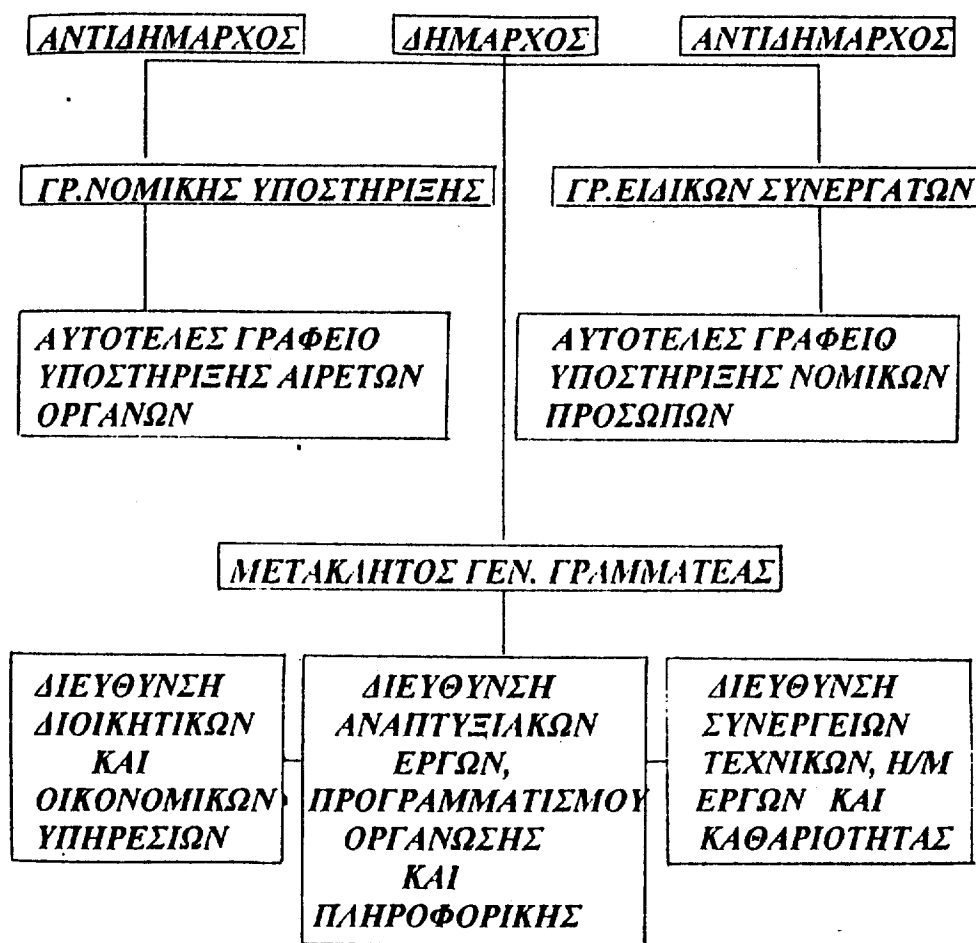 ΑΝΤΙΔΗΜΑΡΧΟΣ ΔΗΜΑΡΧΟΣ ΑΝΤΙΔΗΜΑΡΧΟΣ
ΓΡ.ΝΟΜΙΚΗΣ ΥΠΟΣΤΗΡΙΞΗΣ ΓΡ.ΕΙΔΙΚΩΝ ΣΥΝΕΡΓΑΤΩΝ
ΑΥΤΟΤΕΛΕΣ ΓΡΑΦΕΙΟ
ΥΠΟΣΤΗΡΙΞΗΣ ΑΙΡΕΤΩΝ
ΟΡΓΑΝΩΝ
ΑΥΤΟΤΕΛΕΣ ΓΡΑΦΕΙΟ
ΥΠΟΣΤΗΡΙΞΗΣ ΝΟΜΙΚΩΝ
ΠΡΟΣΩΠΩΝ
ΜΕΤΑΚΛΗΤΟΣ ΓΕΝ. ΓΡΑΜΜΑΤΕΑΣ
ΔΙΕΥΘΥΝΣΗ
ΔΙΟΙΚΗΤΙΚΩΝ
ΚΑΙ
ΟΙΚΟΝΟΜΙΚΩΝ
ΥΠΗΡΕΣΙΩΝ
ΔΙΕΥΘΥΝΣΗ
ΑΝΑΠΤΥΞΙΑΚΩΝ
ΕΡΓΩΝ,
ΠΡΟΓΡΑΜΜΑΤΙΣΜΟΥ
ΟΡΓΑΝΩΣΗΣ
ΚΑΙ
ΠΛΗΡΟΦΟΡΙΚΗΣ
ΔΙΕΥΘΥΝΣΗ
ΣΥΝΕΡΓΕΙΩΝ
ΤΕΧΝΙΚΩΝ, Η/Μ
ΕΡΓΩΝ ΚΑΙ
ΚΑΘΑΡΙΟΤΗΤΑΣ